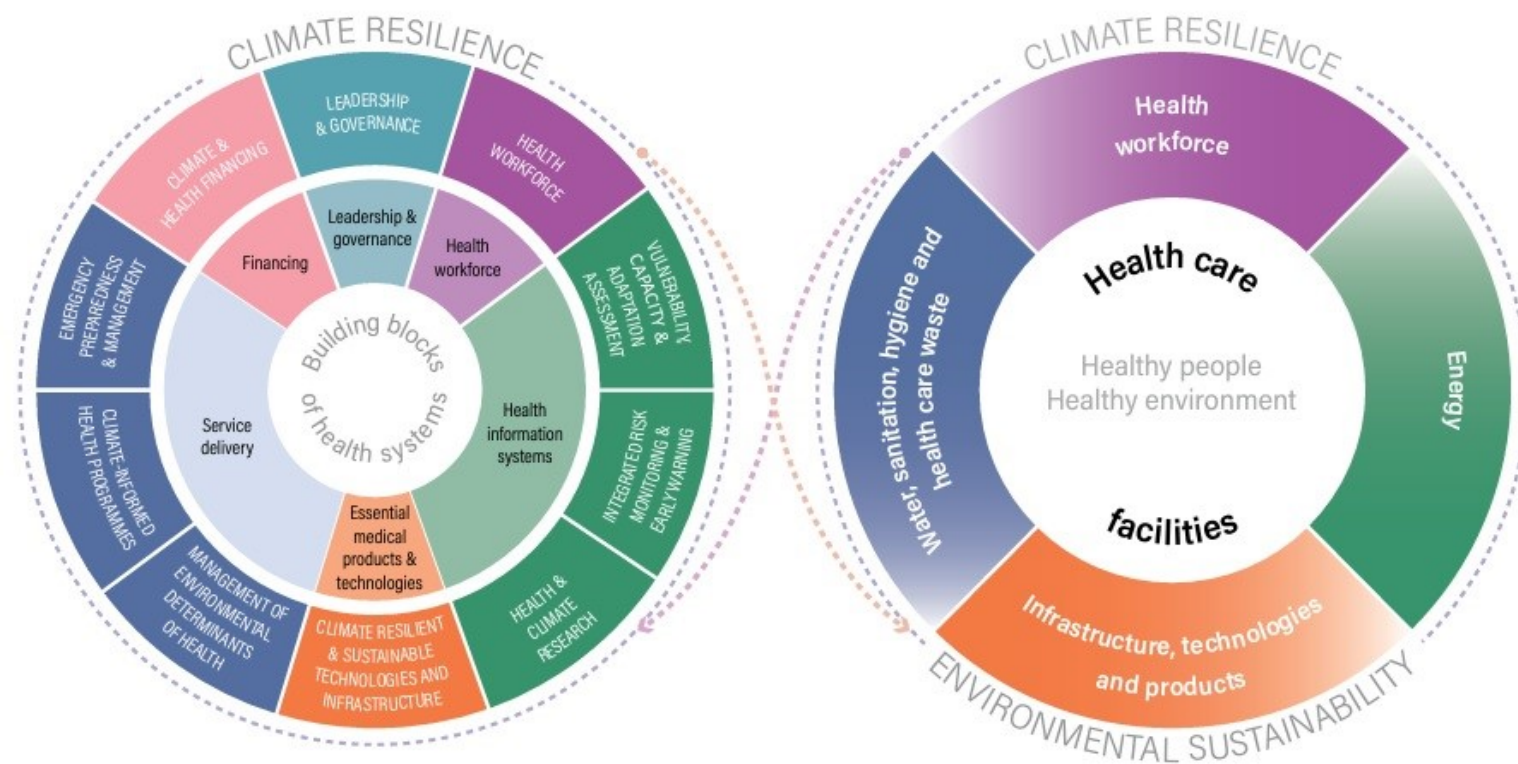 CLIMATE RESILIENCE
LEADERSHIP
& GOVERNANCE
HEALTH
WORKFORCE
VULNERABILITY
CAPACITY &
ADAPTATION
ASSESSMENT
INTEGRATED RISK
MONITORING &
EARLY WARNING
HEALTH &
CLIMATE
RESEARCH
CLIMATE RESILIENT
& SUSTAINABLE
TECHNOLOGIES AND
INFRASTRUCTURE
MANAGEMENT OF
ENVIRONMENTAL
DETERMINANTS
OF HEALTH
CLIMATE-INFORMED
HEALTH PROGRAMMES
EMERGENCY
PREPAREDNESS
& MANAGEMENT
CLIMATE &
HEALTH FINANCING
Leadership &
governance
Health
workforce
Health
information
systems
Essential
medical
products &
technologies
Service
delivery
Financing
Building blocks
of health systems
CLIMATE RESILIENCE
Health
workforce
Energy
Infrastructure, technologies
and products
Water, sanitation, hygiene and
health care waste
Health care
Healthy people
Healthy environment
facilities
ENVIRONMENTAL SUSTAINABILITY